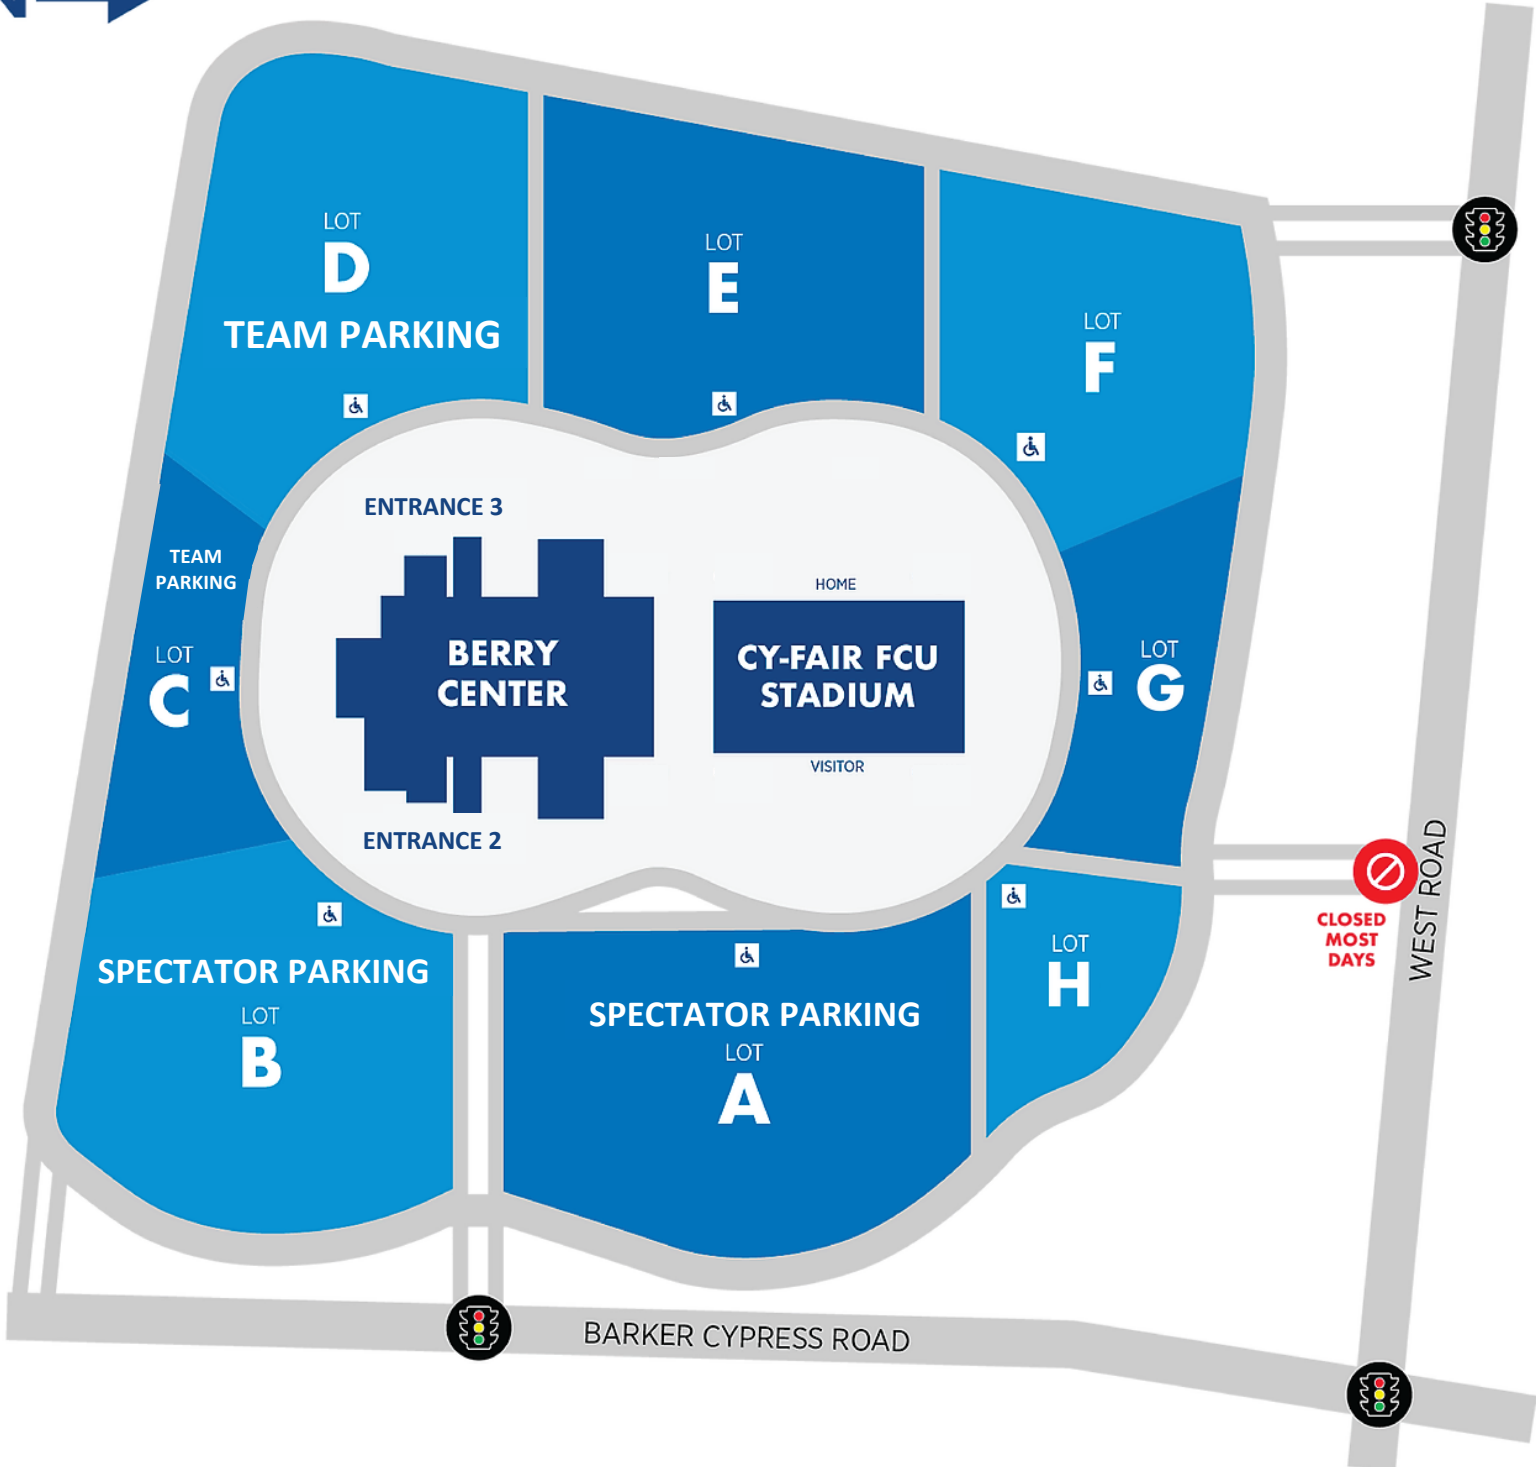 LOT
D
TEAM PARKING
LOT
E
LOT
F
ENTRANCE 3
TEAM
PARKING
LOT
C
BERRY
CENTER
HOME
CY-FAIR FCU
STADIUM
VISITOR
LOT
G
ENTRANCE 2
SPECTATOR PARKING
LOT
B
SPECTATOR PARKING
LOT
A
LOT
H
CLOSED
MOST
DAYS
WEST ROAD
BARKER CYPRESS ROAD